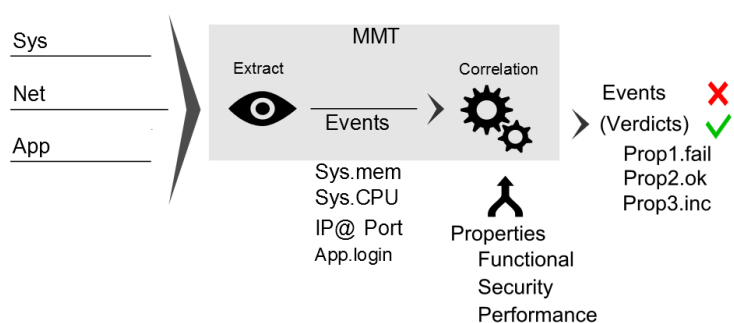 Sys
Net
App
MMT
Extract
Events
Correlation
Sys.mem
Sys.CPU
IP@ Port
App.login
Properties
Functional
Security
Performance
Events
(Verdicts)
Prop1.fail
Prop2.ok
Prop3.inc